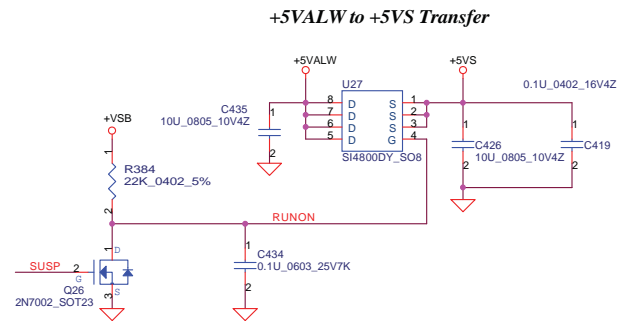 +5VALW to +5VS Transfer
+5VALW
+5VS
U27
0.1U_0402_16V4Z
C435
10U_0805_10V4Z
1
2
8 D S 1
7 D S 2
6 D S 3
5 D G 4
SI4800DY_SO8
1
2
C426
10U_0805_10V4Z
1
2
C419
+VSB
1
R384
22K_0402_5%
2
RUNON
1
C434
0.1U_0603_25V7K
2
SUSP
2
G
1
D
3
S
Q26
2N7002_SOT23